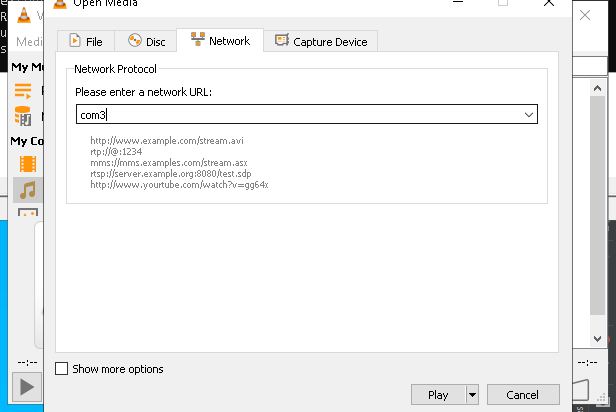 Open Media
Medi
File
Disc
Network
Capture Device
Network Protocol
Please enter a network URL:
com3
http://www.example.com/stream.avi
rtp://@:1234
mms://mms.examples.com/stream.asx
rtsp://server.example.org:8080/test.sdp
http://www.yourtube.com/watch?v=gg64x
My M
My Co
--:--
--:--
Show more options
Play
Cancel